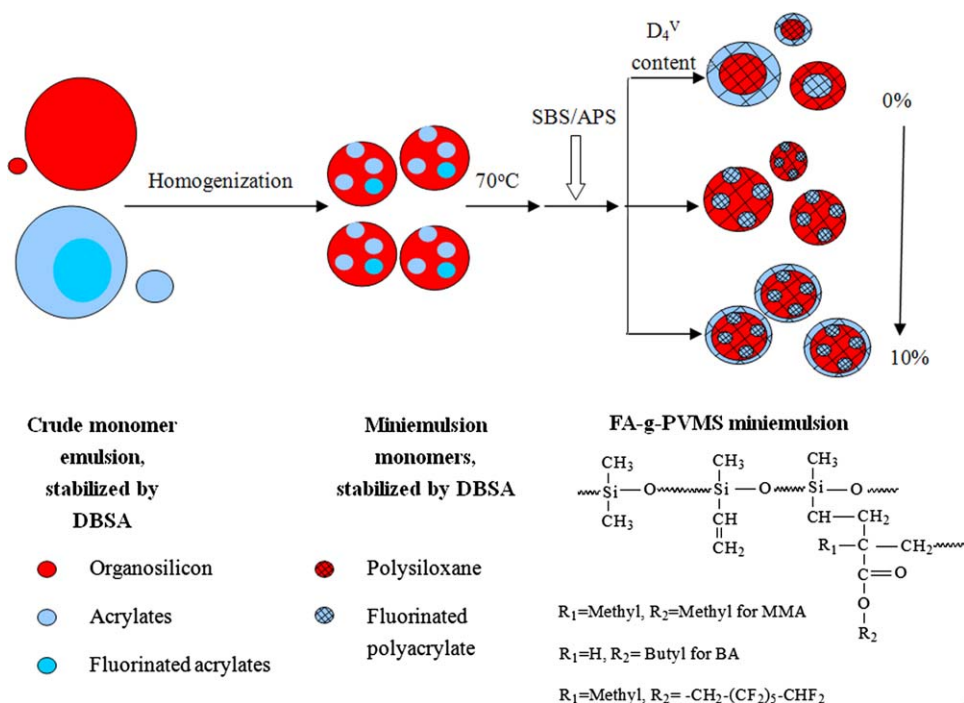 D₄ⱽ
content
0%
SBS/APS
Homogenization
70°C
10%
Crude monomer
emulsion,
stabilized by
DBSA
Organosilicon
Acrylates
Fluorinated acrylates
Miniemulsion
monomers,
stabilized by DBSA
Polysiloxane
Fluorinated
polyacrylate
FA-g-PVMS miniemulsion
CH₃ CH₃ CH₃
Si O Si O Si O
CH₃ CH CH CH₂
CH₂ R₁ C CH₂
C O
O
R₂
R₁=Methyl, R₂=Methyl for MMA
R₁=H, R₂= Butyl for BA
R₁=Methyl, R₂= -CH₂-(CF₂)₅-CHF₂